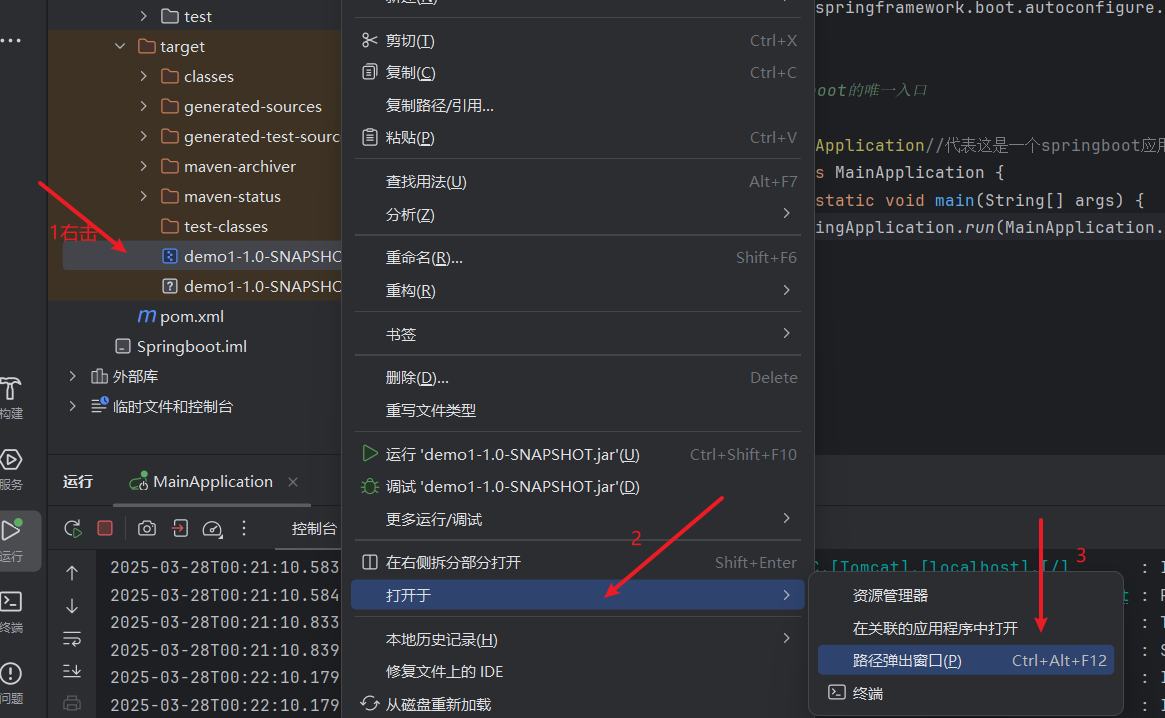 test
target
classes
generated-sources
generated-test-sourc
maven-archiver
maven-status
test-classes
1右击
demo1-1.0-SNAPSHO
demo1-1.0-SNAPSHO
pom.xml
Springboot.iml
外部库
临时文件和控制台
构建
服务
运行
终端
问题
剪切(T) Ctrl+X
复制(C) Ctrl+C
复制路径/引用...
粘贴(P) Ctrl+V
查找用法(U) Alt+F7
分析(Z)
重命名(R)... Shift+F6
重构(R)
书签
删除(D)... Delete
重写文件类型
运行 'demo1-1.0-SNAPSHOT.jar'(U) Ctrl+Shift+F10
调试 'demo1-1.0-SNAPSHOT.jar'(D)
更多运行/调试
2
在右侧拆分部分打开 Shift+Enter
打开于
本地历史记录(H)
修复文件上的 IDE
从磁盘重新加载
3
资源管理器
在关联的应用程序中打开
路径弹出窗口(P) Ctrl+Alt+F12
终端
springframework.boot.autoconfigure.
oot的唯一入口
Application//代表这是一个springboot应用
s MainApplication {
static void main(String[] args) {
ingApplication.run(MainApplication.
运行 MainApplication
控制台
2025-03-28T00:21:10.583
2025-03-28T00:21:10.584
2025-03-28T00:21:10.833
2025-03-28T00:21:10.839
2025-03-28T00:22:10.179
2025-03-28T00:22:10.179
C.[Tomcat].[localhost].[/] :